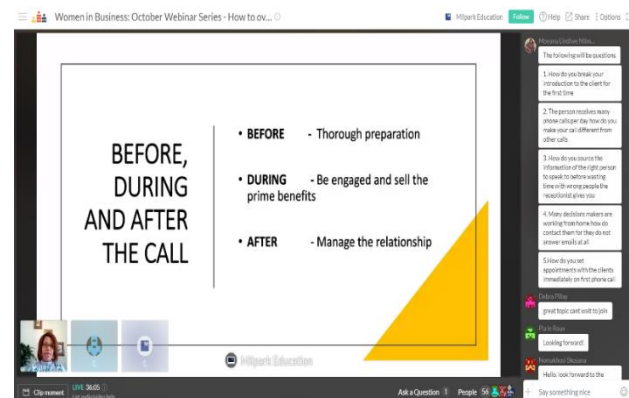 Women in Business: October Webinar Series - How to ov...
Millpark Education
Follow
Help
Share
Options
BEFORE,
DURING
AND AFTER
THE CALL
• BEFORE - Thorough preparation
• DURING - Be engaged and sell the
prime benefits
• AFTER - Manage the relationship
Milpark Education
Clip moment
LIVE 36:05
Ask a Question
People 56
The following will be questions
1. How do you break your
introduction to the client for
the first time
2. The person receives many
phone calls per day how do you
make your call different from
other calls
3. How do you source the
information of the right person
to speak to before wasting
time with wrong people the
receptionist gives you
4. Many decisions makers are
working from home how do
contact them for they do not
answer emails at all
5.How do you set
appointments with the clients
immediately on first phone call
great topic cant wait to join
Looking forward!
Hello, look forward to the
Say something nice